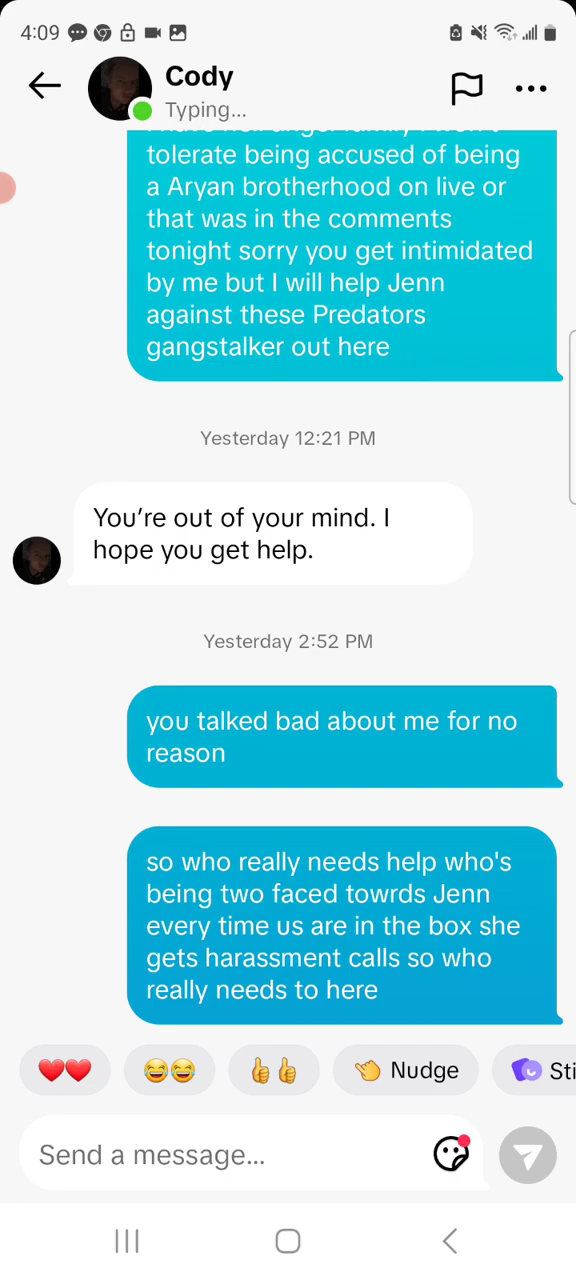 4:09
Cody
Typing...
tolerate being accused of being
a Aryan brotherhood on live or
that was in the comments
tonight sorry you get intimidated
by me but I will help Jenn
against these Predators
gangstalker out here
Yesterday 12:21 PM
You're out of your mind. I
hope you get help.
Yesterday 2:52 PM
you talked bad about me for no
reason
so who really needs help who's
being two faced towrds Jenn
every time us are in the box she
gets harassment calls so who
really needs to here
Nudge
Sti
Send a message...